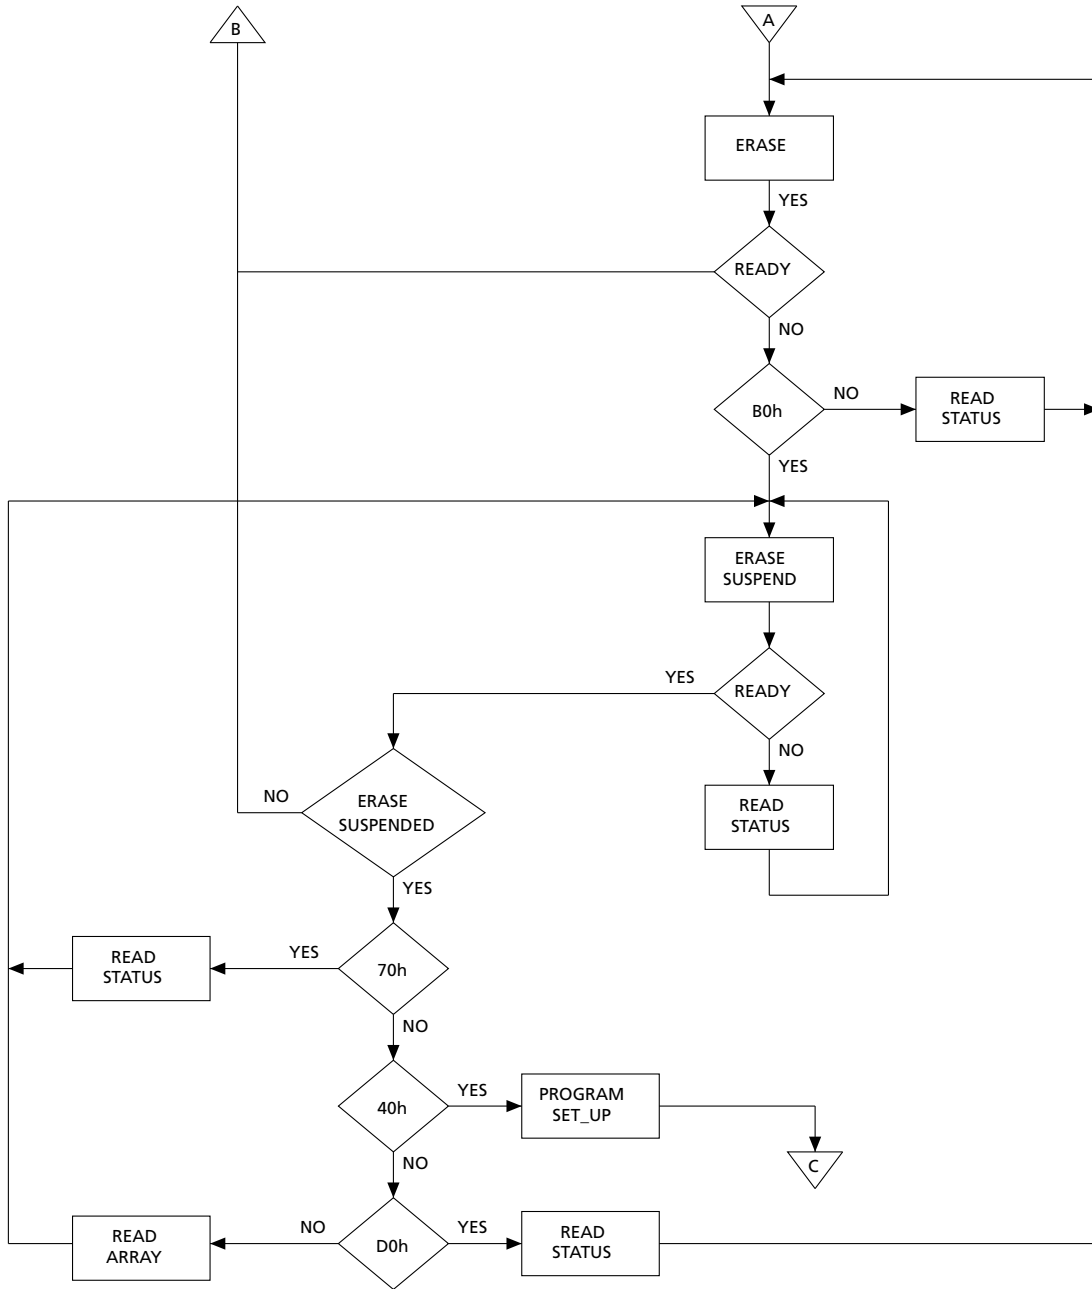 B
A
ERASE
YES
READY
NO
B0h
NO
READ
STATUS
YES
ERASE
SUSPEND
YES
READY
NO
NO
ERASE
SUSPENDED
READ
STATUS
YES
READ
STATUS
YES
70h
NO
40h
YES
PROGRAM
SET_UP
C
NO
READ
ARRAY
NO
D0h
YES
READ
STATUS